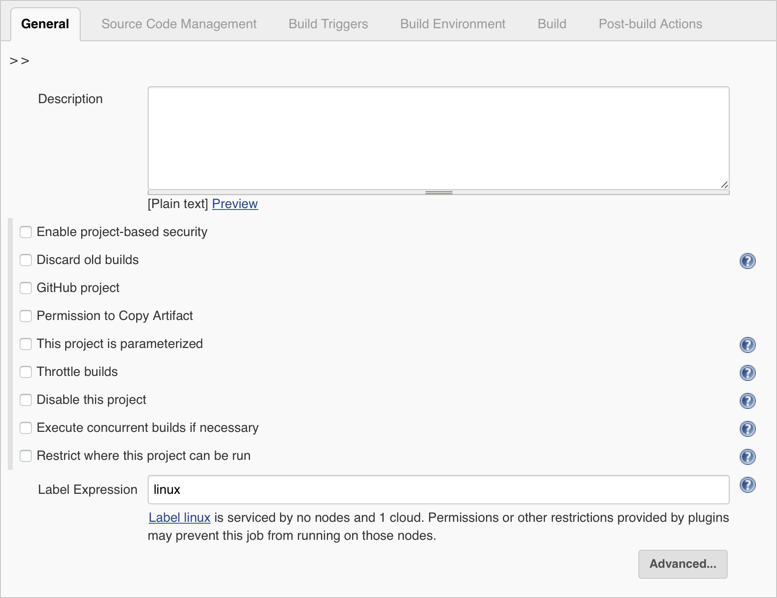 General Source Code Management Build Triggers Build Environment Build Post-build Actions
>>
Description
[Plain text] Preview
Enable project-based security
Discard old builds
GitHub project
Permission to Copy Artifact
This project is parameterized
Throttle builds
Disable this project
Execute concurrent builds if necessary
Restrict where this project can be run
Label Expression linux
Label linux is serviced by no nodes and 1 cloud. Permissions or other restrictions provided by plugins
may prevent this job from running on those nodes.
Advanced...